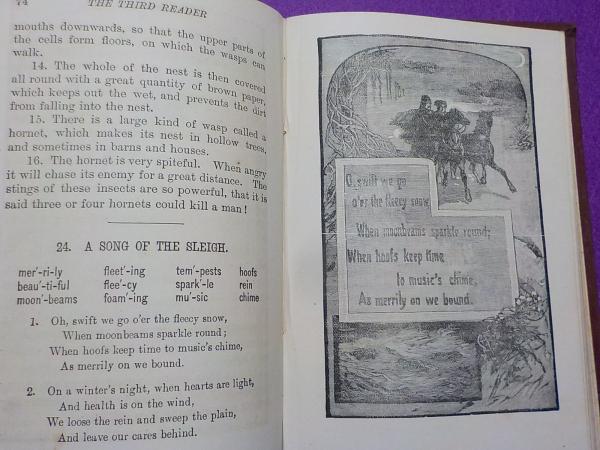 74 THE THIRD READER
mouths downwards, so that the upper parts of
the cells form floors, on which the wasps can
walk.
14. The whole of the nest is then covered
all round with a great quantity of brown paper,
which keeps out the wet, and prevents the dirt
from falling into the nest.
15. There is a large kind of wasp called a
hornet, which makes its nest in hollow trees,
and sometimes in barns and houses.
16. The hornet is very spiteful. When angry
it will chase its enemy for a great distance. The
stings of these insects are so powerful, that it is
said three or four hornets could kill a man!
24. A SONG OF THE SLEIGH.
mer'-ri-ly fleet'-ing tem'-pests hoofs
beau'-ti-ful flee'-cy spark'-le rein
moon'-beams foam'-ing mu'-sic chime
1. Oh, swift we go o'er the fleecy snow,
When moonbeams sparkle round;
When hoofs keep time to music's chime,
As merrily on we bound.
2. On a winter's night, when hearts are light,
And health is on the wind,
We loose the rein and sweep the plain,
And leave our cares behind.
O, swift we go
o'er the fleecy snow,
When moonbeams sparkle round;
When hoofs keep time
to music's chime,
As merrily on we bound.